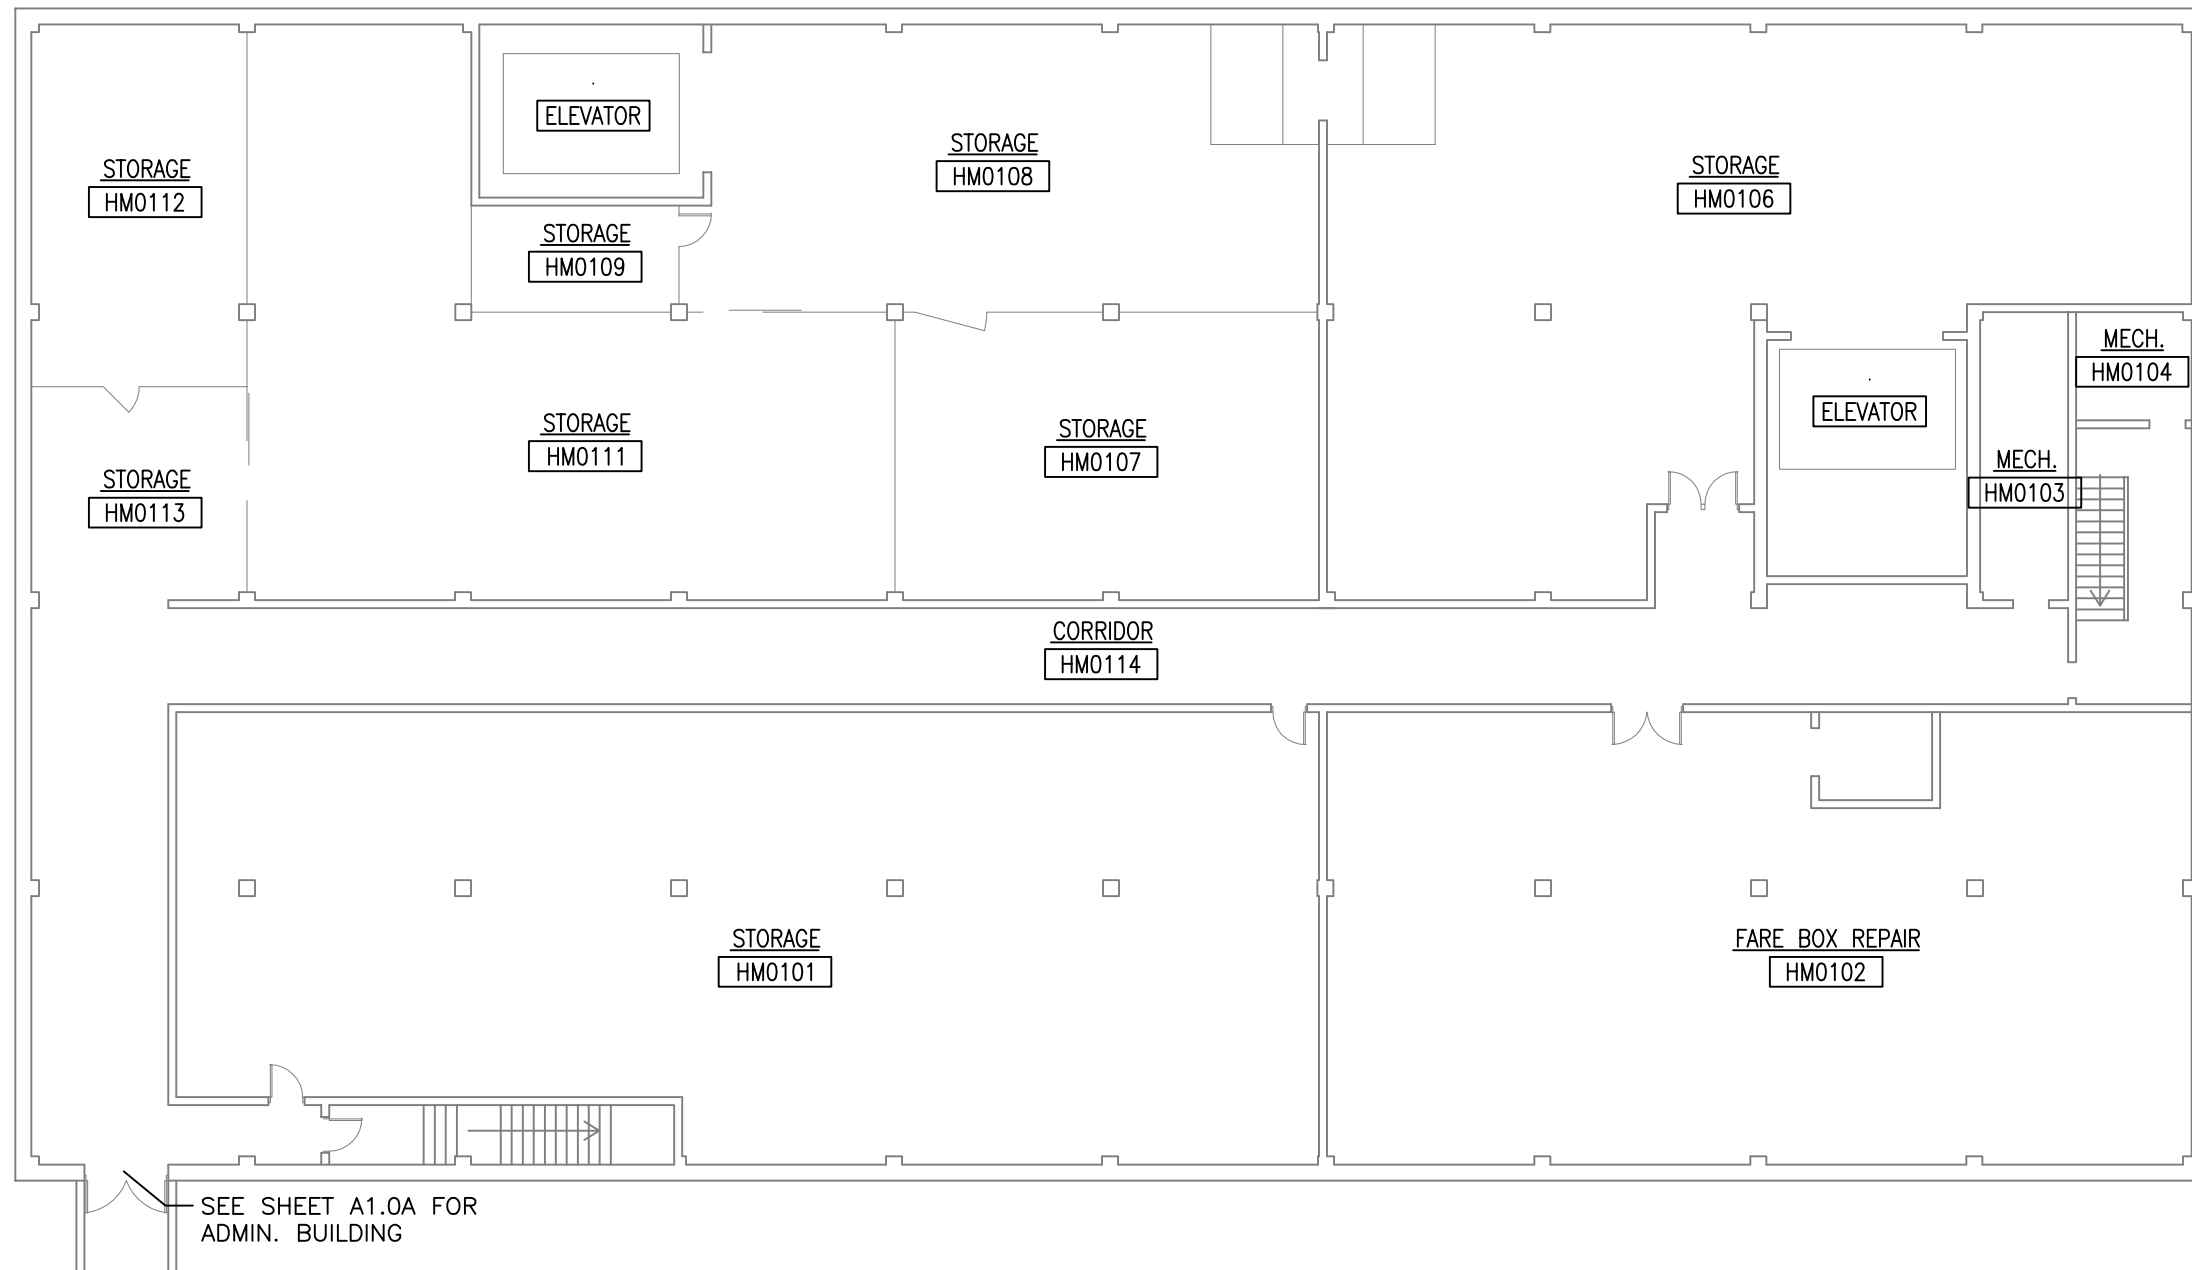 ELEVATOR
STORAGE
HM0108
STORAGE
HM0112
STORAGE
HM0106
STORAGE
HM0109
MECH.
HM0104
ELEVATOR
STORAGE
HM0111
STORAGE
HM0107
MECH.
HM0103
STORAGE
HM0113
CORRIDOR
HM0114
STORAGE
HM0101
FARE BOX REPAIR
HM0102
SEE SHEET A1.0A FOR
ADMIN. BUILDING